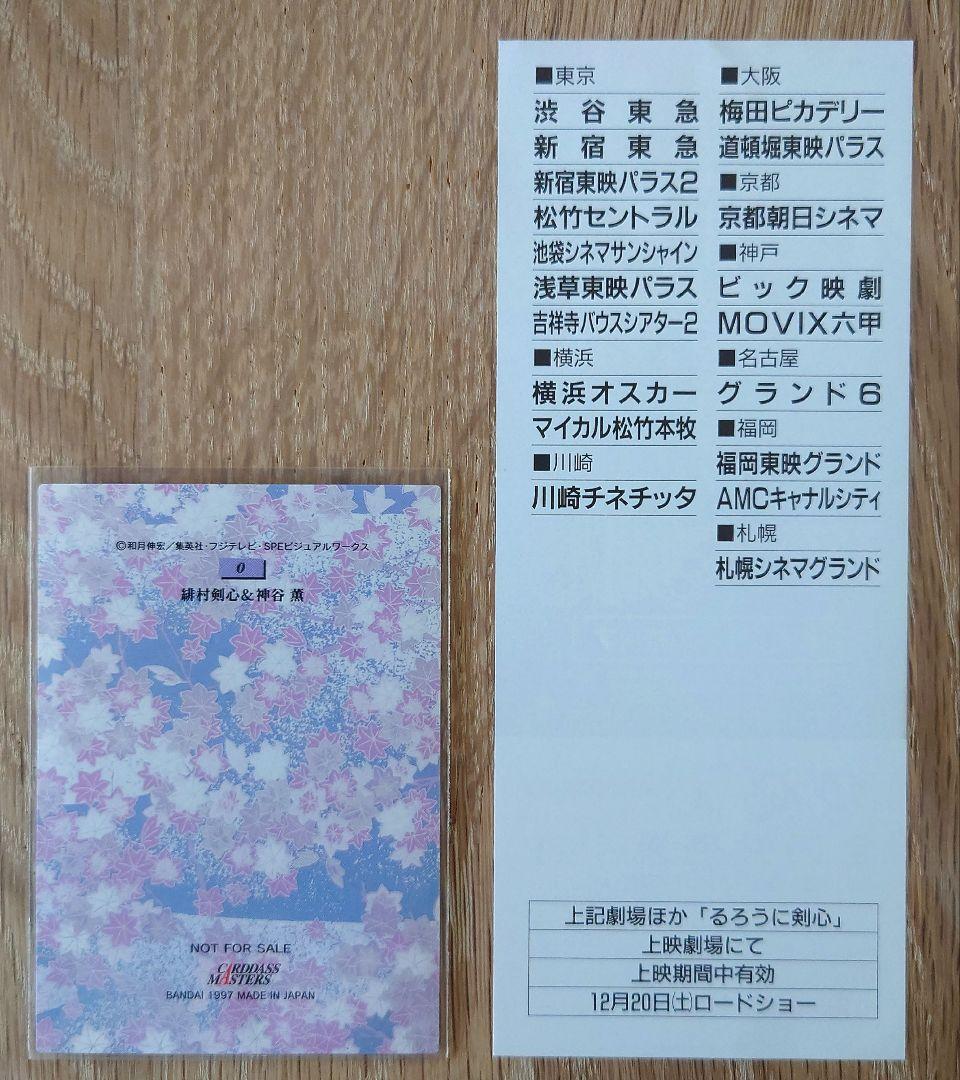 ©和月伸宏／集英社・フジテレビ・SPEビジュアルワークス
0
緋村剣心＆神谷 薫
NOT FOR SALE
CARDDASS
MASTERS
BANDAI 1997 MADE IN JAPAN
■東京
渋谷東急
新宿東急
新宿東映パラス2
松竹セントラル
池袋シネマサンシャイン
浅草東映パラス
吉祥寺バウスシアター2
■横浜
横浜オスカー
マイカル松竹本牧
■川崎
川崎チネチッタ
■大阪
梅田ピカデリー
道頓堀東映パラス
■京都
京都朝日シネマ
■神戸
ビック映劇
MOVIX六甲
■名古屋
グランド6
■福岡
福岡東映グランド
AMCキャナルシティ
■札幌
札幌シネマグランド
上記劇場ほか「るろうに剣心」
上映劇場にて
上映期間中有効
12月20日(土)ロードショー